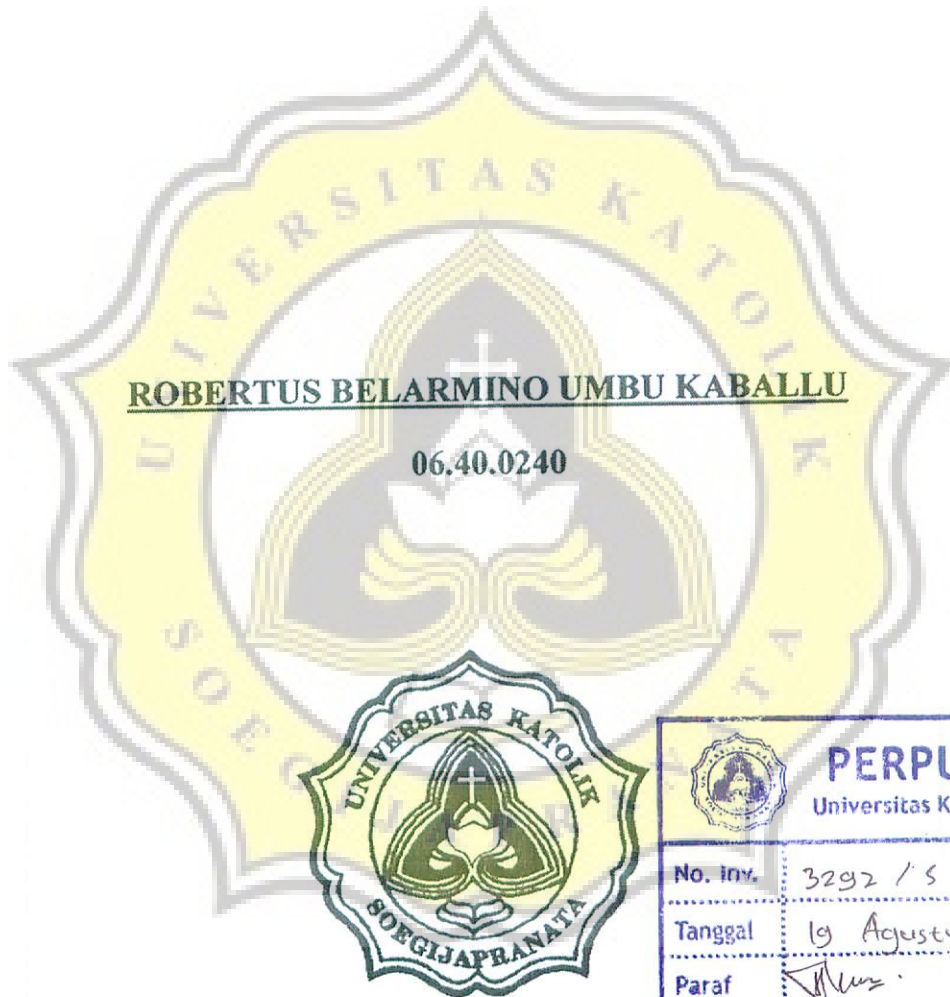 UNIVERSITAS KATOLIK
SOEGIJAPRANATA
ROBERTUS BELARMINO UMBU KABALLU
06.40.0240
UNIVERSITAS KATOLIK
SOEGIJAPRANATA
PERPU
Universitas K
No. Inv. 3292 / S
Tanggal 19 Agustu
Paraf